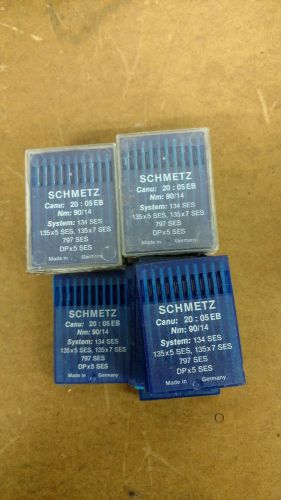 SCHMETZ
Canu: 20 : 05 EB
Nm: 90/14
System: 134 SES
135x5 SES, 135x7 SES
797 SES
DPx5 SES
Made in Germany
SCHMETZ
Canu: 20 : 05 EB
Nm: 90/14
System: 134 SES
135x5 SES, 135x7 SES
797 SES
DPx5 SES
Made in Germany
SCHMETZ
Canu: 20 : 05 EB
Nm: 90/14
System: 134 SES
135x5 SES, 135x7 SES
797 SES
DPx5 SES
Made in Germany
SCHMETZ
Canu: 20 : 05 EB
Nm: 90/14
System: 134 SES
135x5 SES, 135x7 SES
797 SES
DPx5 SES
Made in Germany